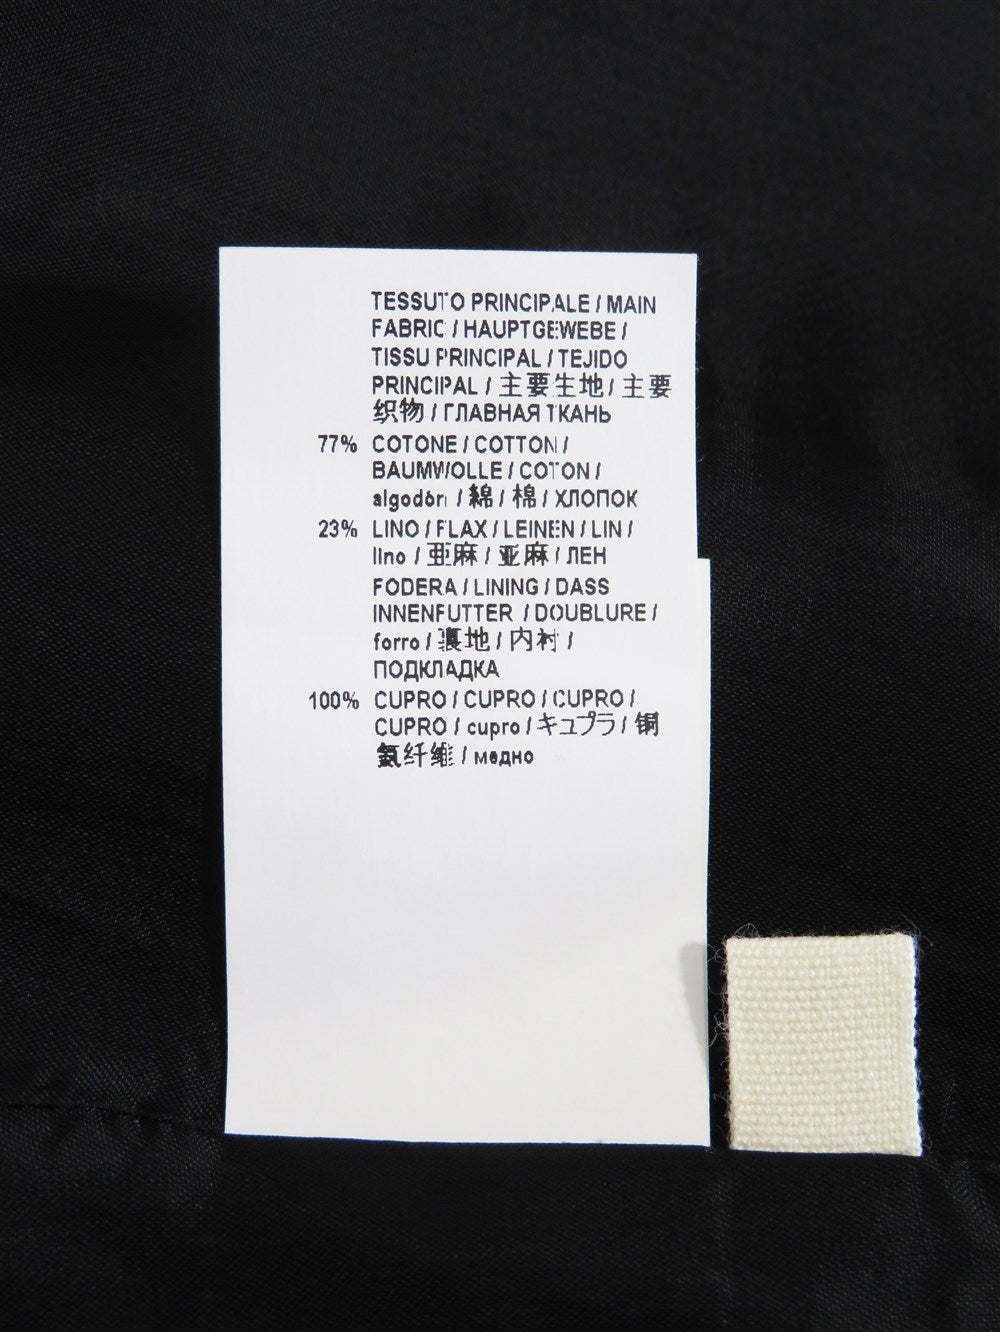 TESSUTO PRINCIPALE / MAIN
FABRIC / HAUPTGEWEBE /
TISSU PRINCIPAL / TEJIDO
PRINCIPAL / 主要生地 / 主要
织物 / ГЛАВНАЯ ТКАНЬ
77% COTONE / COTTON /
BAUMWOLLE / COTON /
algodón / 綿 / 棉 / ХЛОПОК
23% LINO / FLAX / LEINEN / LIN /
lino / 亜麻 / 亚麻 / ЛЕН
FODERA / LINING / DASS
INNENFUTTER / DOUBLURE /
forro / 裏地 / 内衬 /
ПОДКЛАДКА
100% CUPRO / CUPRO / CUPRO /
CUPRO / cupro / キュプラ / 铜
氨纤维 / медно